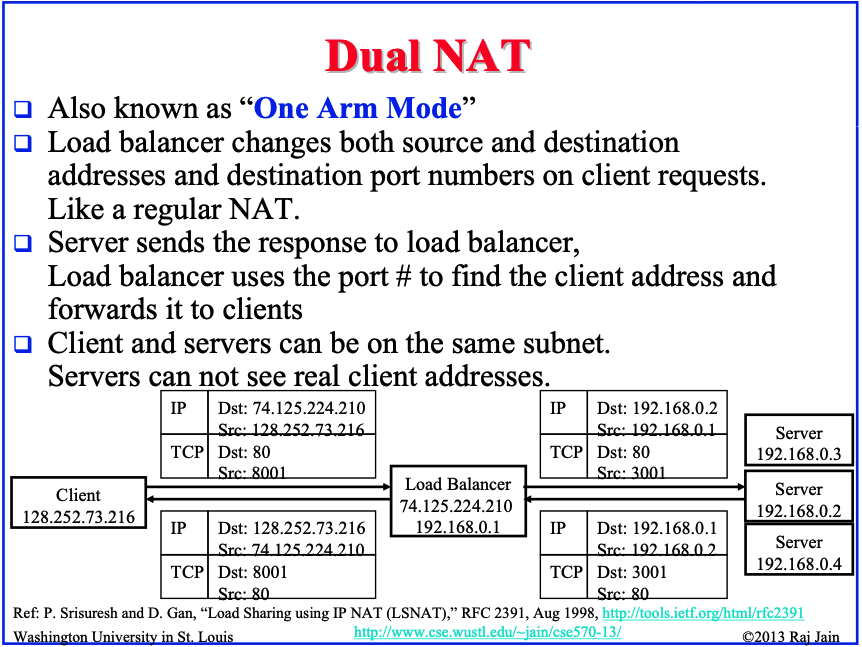 Dual NAT
Also known as “One Arm Mode”
Load balancer changes both source and destination
addresses and destination port numbers on client requests.
Like a regular NAT.
Server sends the response to load balancer,
Load balancer uses the port # to find the client address and
forwards it to clients
Client and servers can be on the same subnet.
Servers can not see real client addresses.
IP Dst: 74.125.224.210
Src: 128.252.73.216
TCP Dst: 80
Src: 8001
IP Dst: 192.168.0.2
Src: 192.168.0.1
TCP Dst: 80
Src: 3001
Server
192.168.0.3
Client
128.252.73.216
Load Balancer
74.125.224.210
192.168.0.1
Server
192.168.0.2
IP Dst: 128.252.73.216
Src: 74.125.224.210
TCP Dst: 8001
Src: 80
IP Dst: 192.168.0.1
Src: 192.168.0.2
TCP Dst: 3001
Src: 80
Server
192.168.0.4
Ref: P. Srisuresh and D. Gan, “Load Sharing using IP NAT (LSNAT),” RFC 2391, Aug 1998, http://tools.ietf.org/html/rfc2391
Washington University in St. Louis http://www.cse.wustl.edu/~jain/cse570-13/ ©2013 Raj Jain